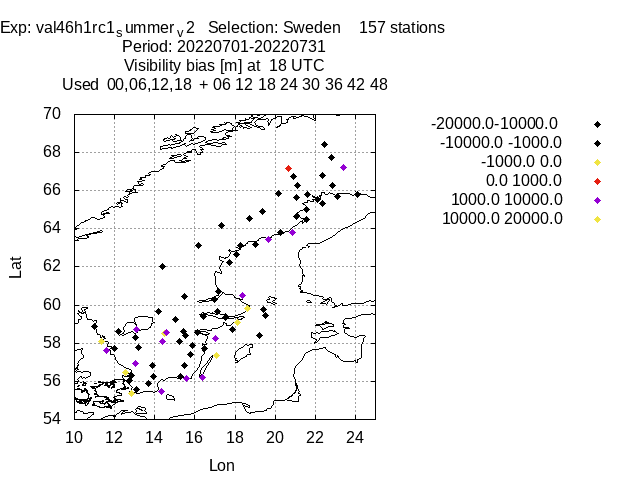 Exp: val46h1rc1summerv2 Selection: Sweden 157 stations
Period: 20220701-20220731
Visibility bias [m] at 18 UTC
Used 00,06,12,18 + 06 12 18 24 30 36 42 48
-20000.0-10000.0
-10000.0 -1000.0
-1000.0 0.0
0.0 1000.0
1000.0 10000.0
10000.0 20000.0
70
68
66
64
62
60
58
56
54
Lat
10 12 14 16 18 20 22 24
Lon